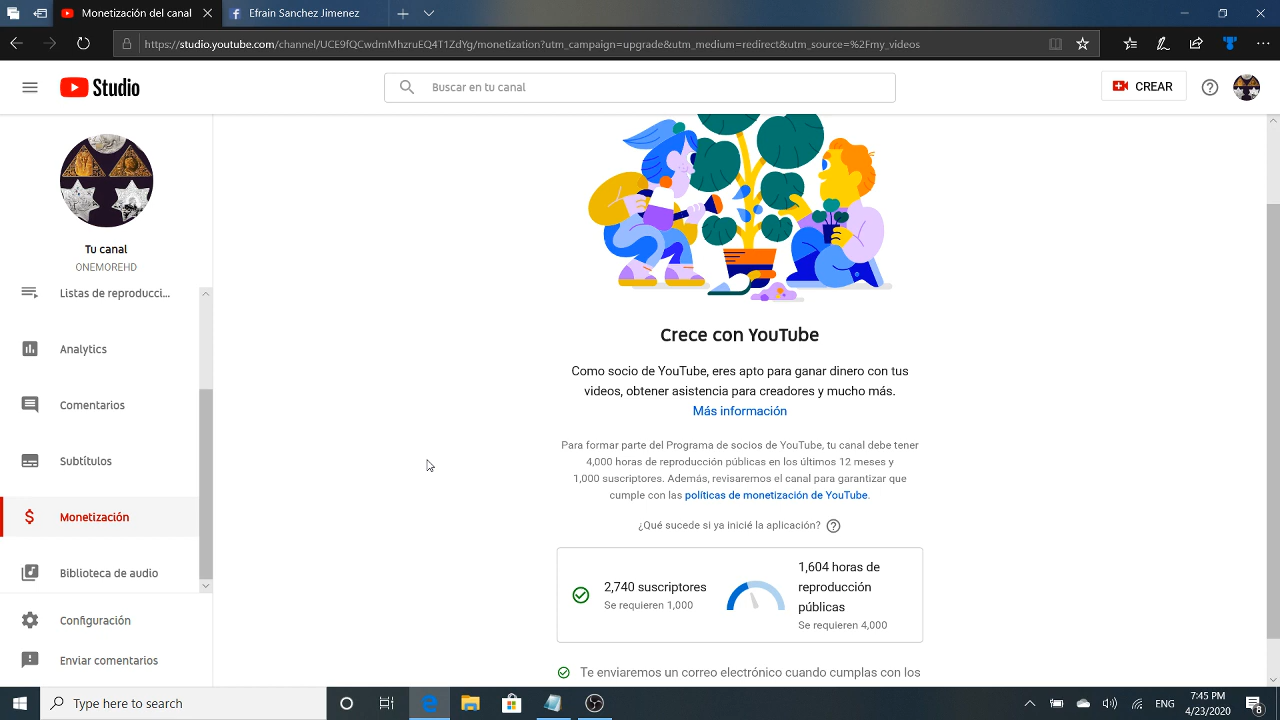 Monetización del canal
Efrain Sanchez Monetinez
https://studio.youtube.com/channel/UCE9fQCwdmMhzruEQ4T1ZdYg/monetization?utm_campaign=upgrade&utm_medium=redirect&utm_source=%2Fmy_videos
Studio
Buscar en tu canal
CREAR
Tu canal
ONEMOREHD
Listas de reproducci...
Analytics
Comentarios
Subtítulos
Monetización
Biblioteca de audio
Configuración
Enviar comentarios
Crece con YouTube
Como socio de YouTube, eres apto para ganar dinero con tus
videos, obtener asistencia para creadores y mucho más.
Más información
Para formar parte del Programa de socios de YouTube, tu canal debe tener
4,000 horas de reproducción públicas en los últimos 12 meses y
1,000 suscriptores. Además, revisaremos el canal para garantizar que
cumple con las políticas de monetización de YouTube.
¿Qué sucede si ya inicié la aplicación?
2,740 suscriptores
Se requieren 1,000
1,604 horas de
reproducción
públicas
Se requieren 4,000
Te enviaremos un correo electrónico cuando cumplas con los
Type here to search
ENG
7:45 PM
4/23/2020
8